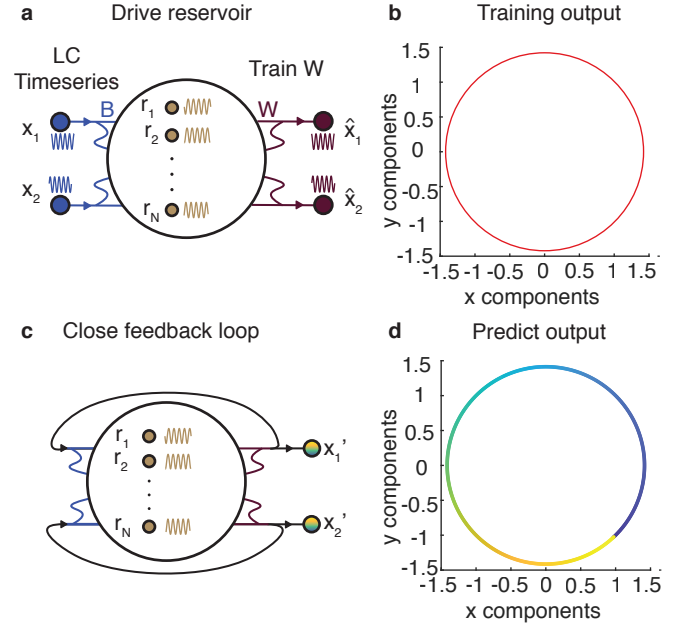 a Drive reservoir
LC
Timeseries
Train W
B
W
x₁
x₂
r₁
r₂
r_N
x̂₁
x̂₂
b Training output
y components
1.5
1
0.5
0
-0.5
-1
-1.5
-1.5 -1 -0.5 0 0.5 1 1.5
x components
c Close feedback loop
r₁
r₂
r_N
x₁'
x₂'
d Predict output
y components
1.5
1
0.5
0
-0.5
-1
-1.5
-1.5 -1 -0.5 0 0.5 1 1.5
x components